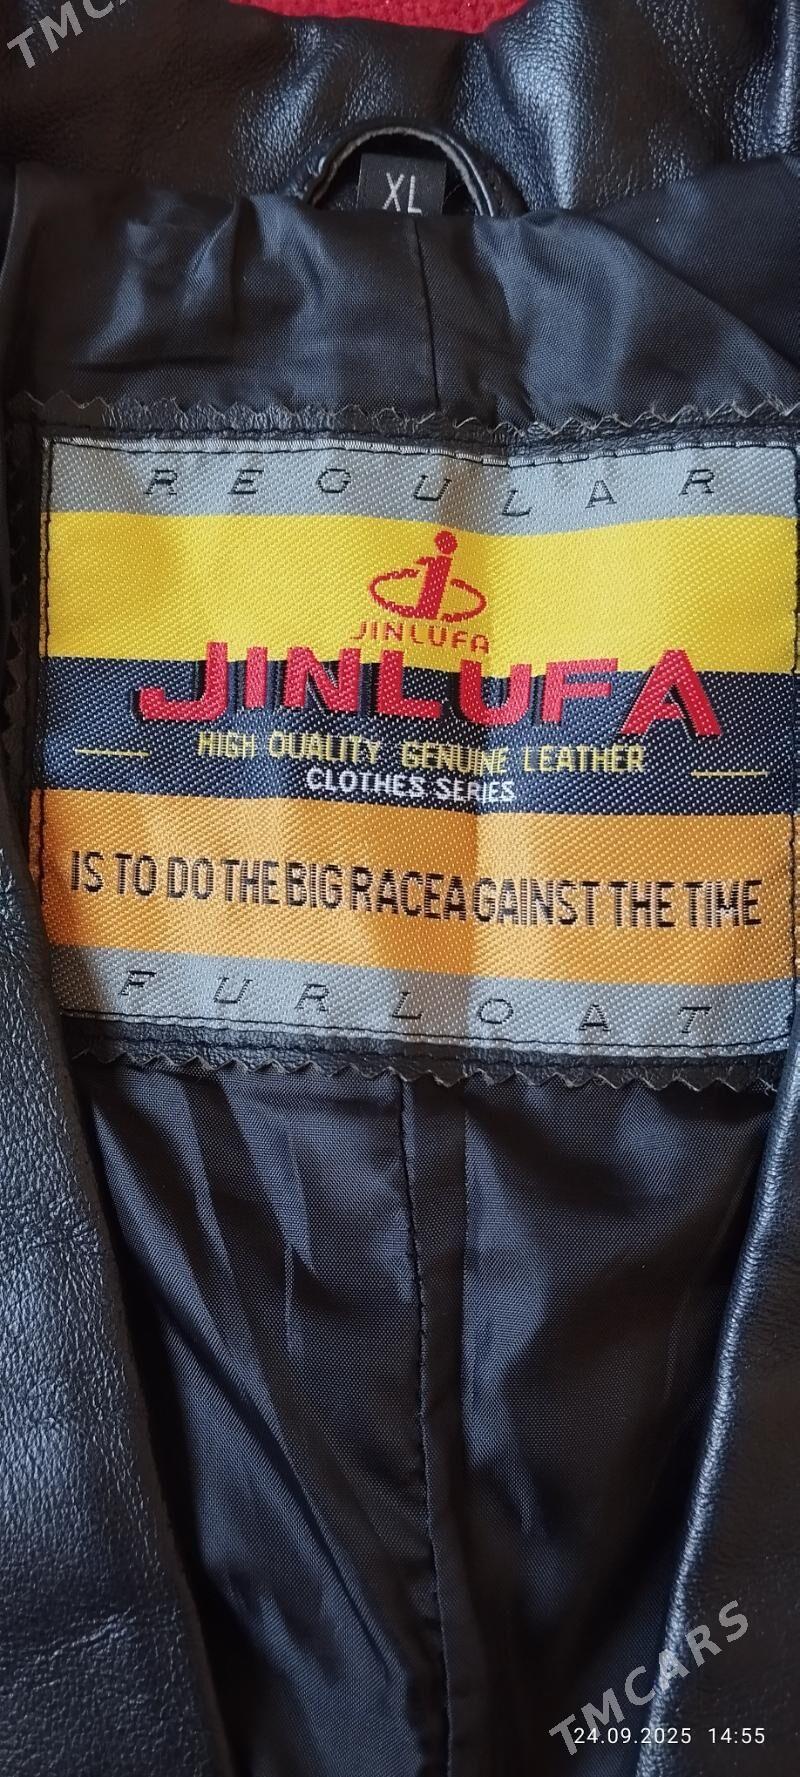 TMCA
XL
REGULAR
JINLUFA
JINLUFA
HIGH QUALITY GENUINE LEATHER
CLOTHES SERIES
IS TO DO THE BIG RACEA GAINST THE TIME
FURLOAT
TMCARS
24.09.2025 14:55